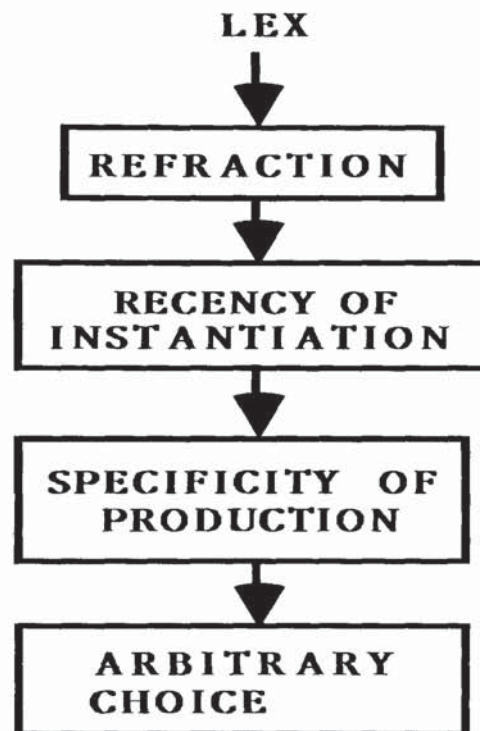 LEX
REFRACTION
RECENCY OF
INSTANTIATION
SPECIFICITY OF
PRODUCTION
ARBITRARY
CHOICE